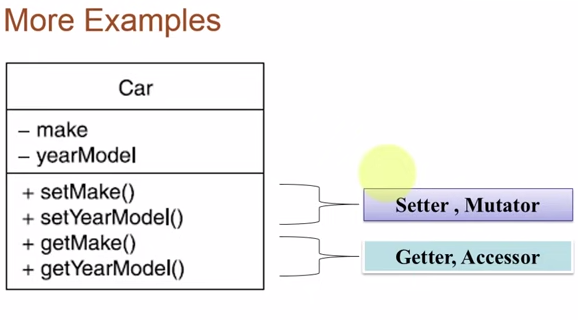 More Examples
Car
– make
– yearModel
+ setMake()
+ setYearModel()
+ getMake()
+ getYearModel()
Setter , Mutator
Getter, Accessor